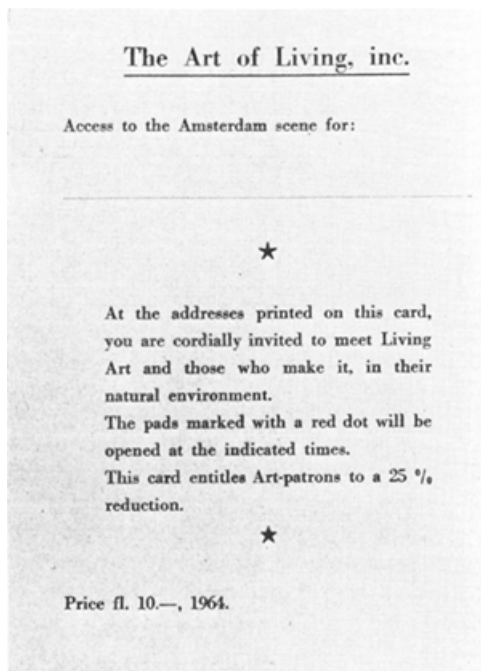 The Art of Living, inc.
Access to the Amsterdam scene for:
At the addresses printed on this card,
you are cordially invited to meet Living
Art and those who make it, in their
natural environment.
The pads marked with a red dot will be
opened at the indicated times.
This card entitles Art-patrons to a 25 %
reduction.
Price fl. 10.—, 1964.